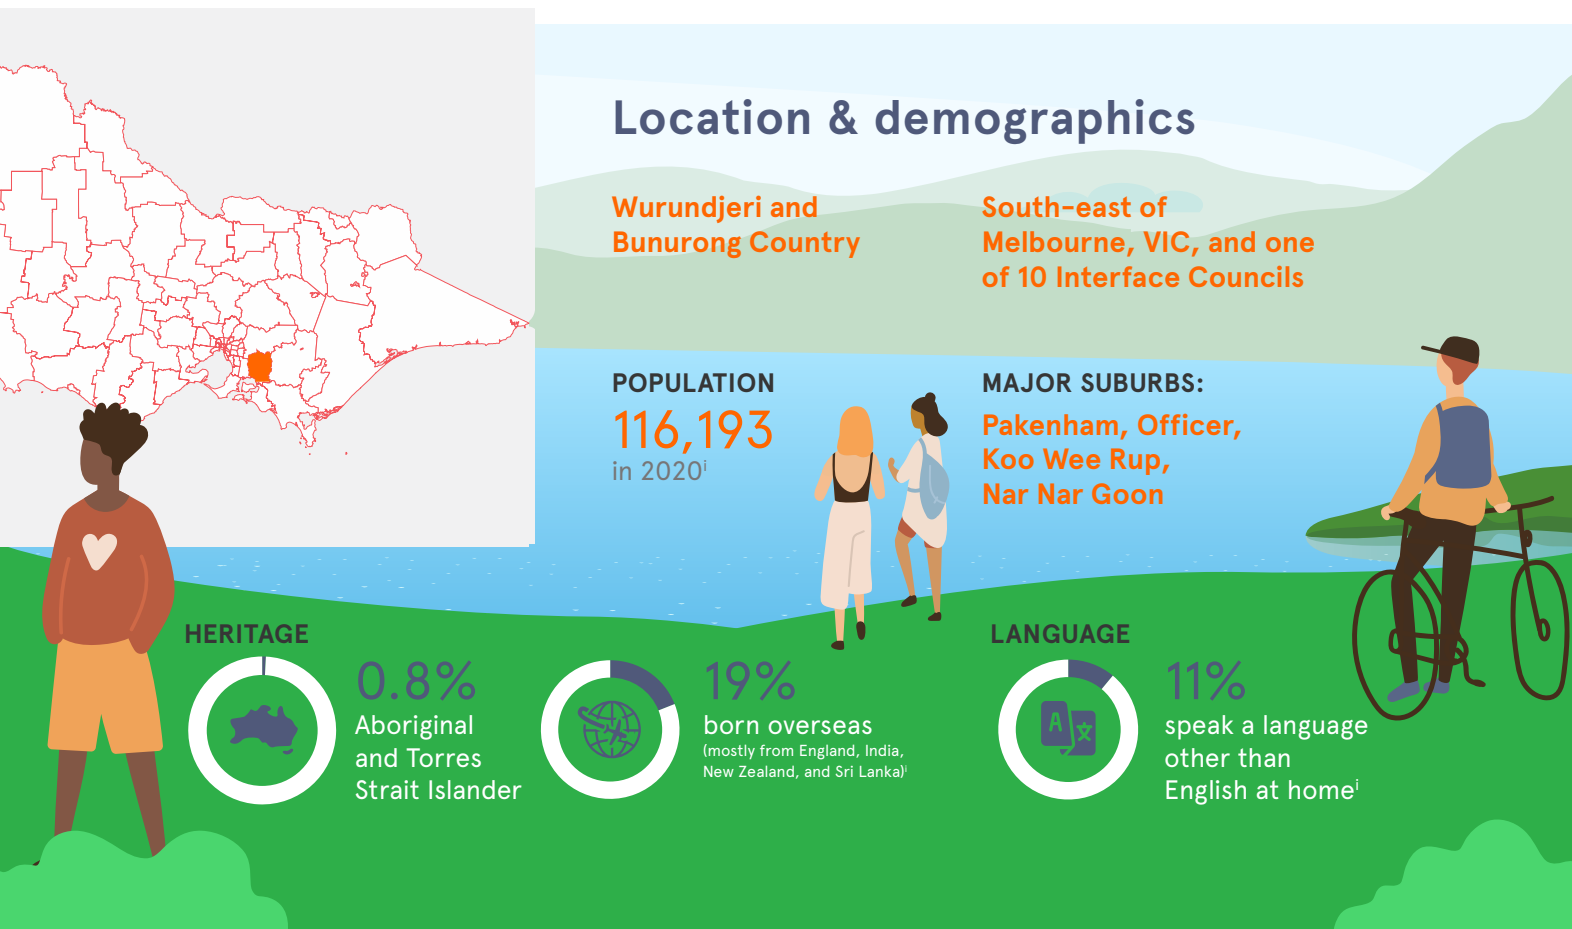 Location & demographics
Wurundjeri and
Bunurong Country
South-east of
Melbourne, VIC, and one
of 10 Interface Councils
POPULATION
116,193
in 2020ⁱ
MAJOR SUBURBS:
Pakenham, Officer,
Koo Wee Rup,
Nar Nar Goon
HERITAGE
0.8%
Aboriginal
and Torres
Strait Islander
19%
born overseas
(mostly from England, India,
New Zealand, and Sri Lanka)ⁱ
LANGUAGE
A 文
11%
speak a language
other than
English at homeⁱ